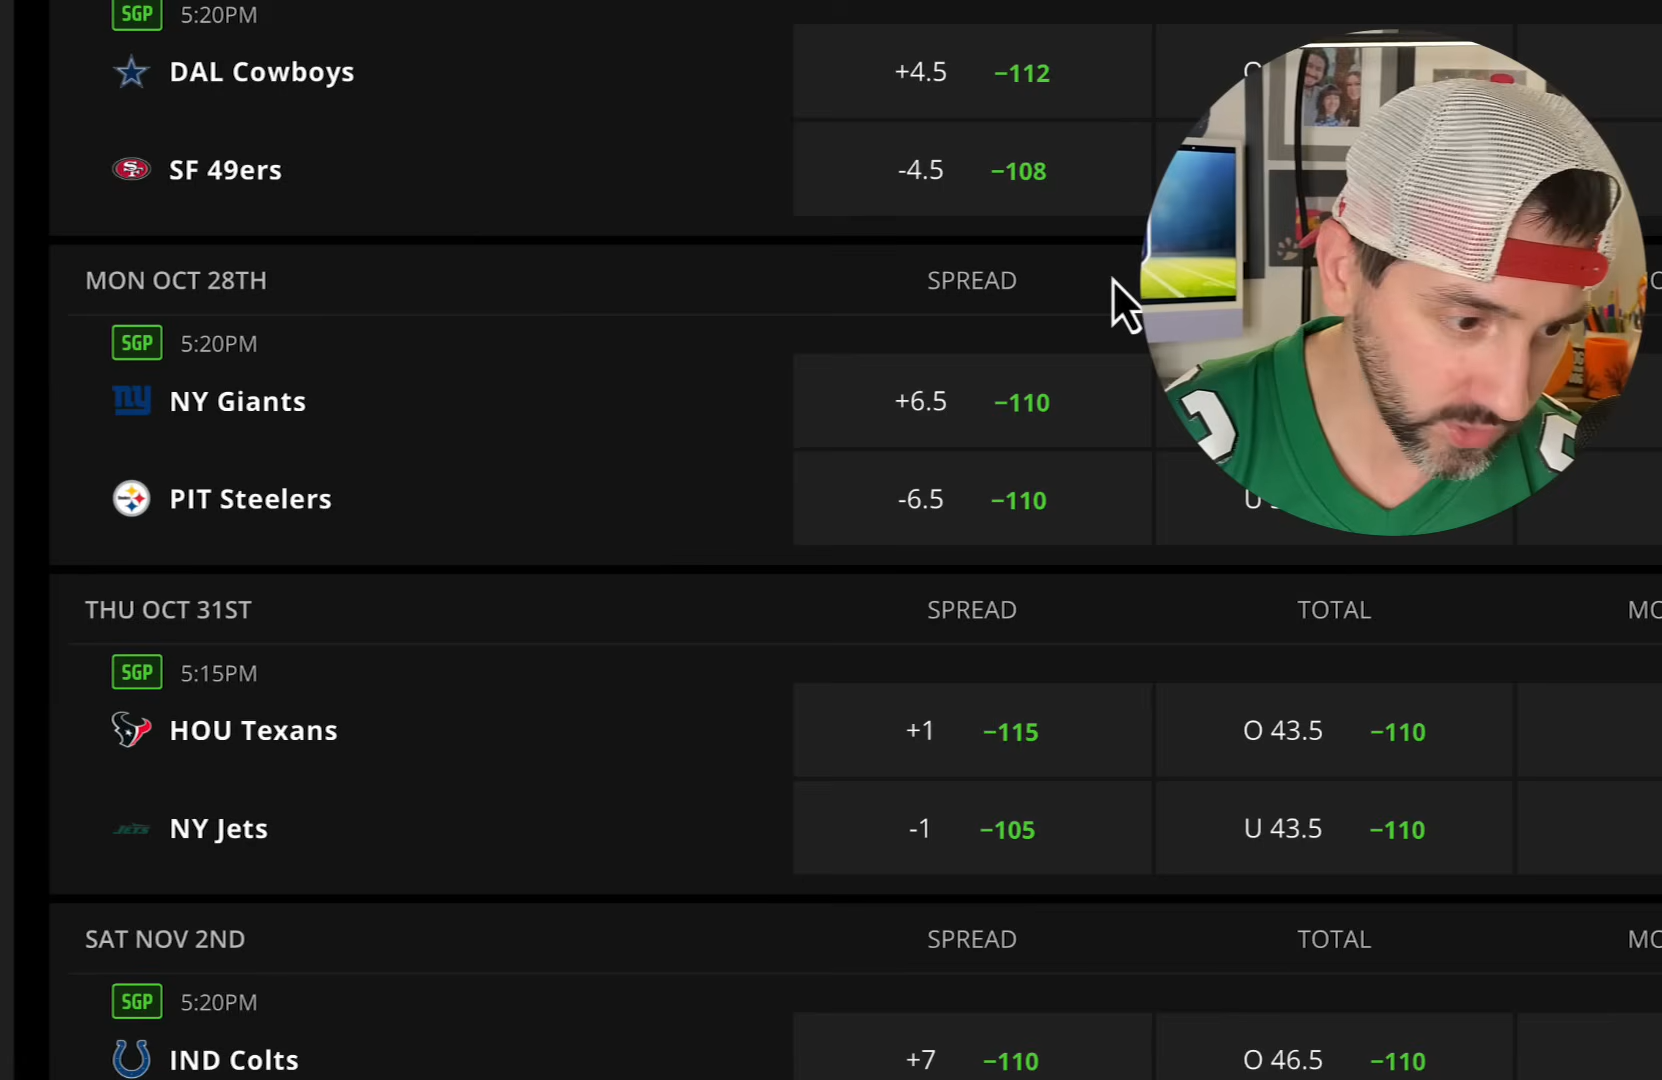 SGP 5:20PM
DAL Cowboys +4.5 −112
SF 49ers -4.5 −108
MON OCT 28TH SPREAD
SGP 5:20PM
NY Giants +6.5 −110
PIT Steelers -6.5 −110 U
THU OCT 31ST SPREAD TOTAL
SGP 5:15PM
HOU Texans +1 −115 O 43.5 −110
NY Jets -1 −105 U 43.5 −110
SAT NOV 2ND SPREAD TOTAL
SGP 5:20PM
IND Colts +7 −110 O 46.5 −110